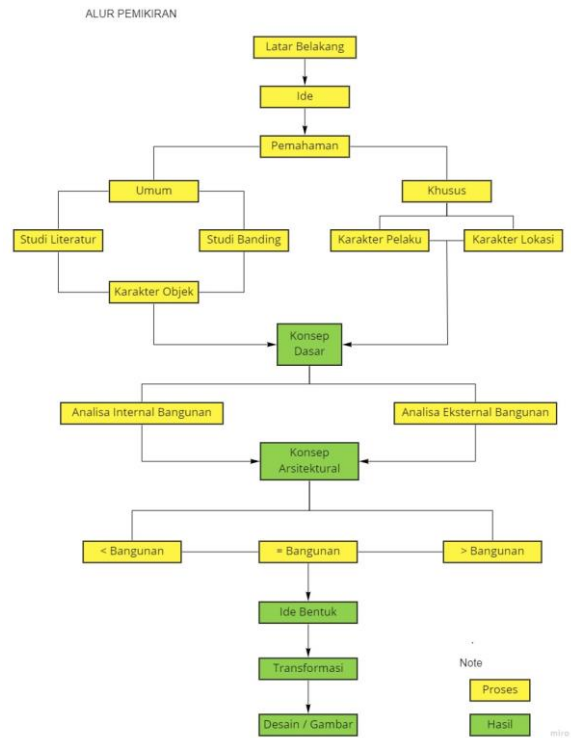 ALUR PEMIKIRAN
Latar Belakang
Ide
Pemahaman
Umum
Khusus
Studi Literatur
Studi Banding
Karakter Pelaku
Karakter Lokasi
Karakter Objek
Konsep
Dasar
Analisa Internal Bangunan
Analisa Eksternal Bangunan
Konsep
Arsitektural
< Bangunan
= Bangunan
> Bangunan
Ide Bentuk
Transformasi
Desain / Gambar
Note
Proses
Hasil
miro